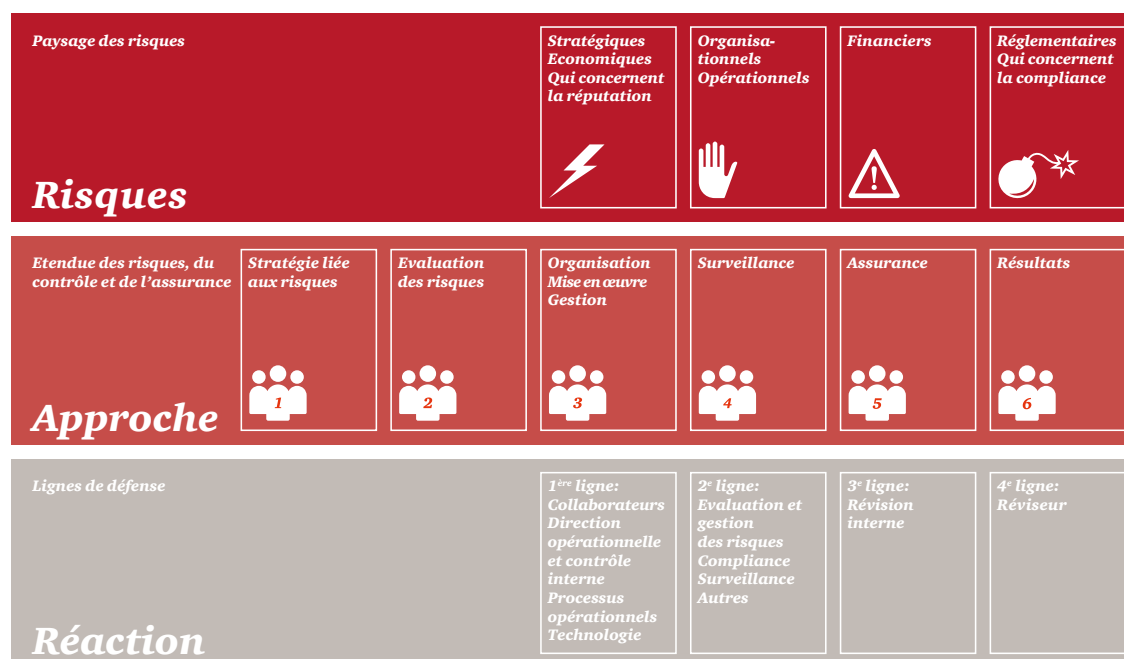 Paysage des risques
Risques
Stratégiques
Economiques
Qui concernent
la réputation
Organisa-
tionnels
Opérationnels
Financiers
Réglementaires
Qui concernent
la compliance
Etendue des risques, du
contrôle et de l'assurance
Approche
Stratégie liée
aux risques
1
Evaluation
des risques
2
Organisation
Mise en œuvre
Gestion
3
Surveillance
4
Assurance
5
Résultats
6
Lignes de défense
Réaction
1ère ligne:
Collaborateurs
Direction
opérationnelle
et contrôle
interne
Processus
opérationnels
Technologie
2e ligne:
Evaluation et
gestion
des risques
Compliance
Surveillance
Autres
3e ligne:
Révision
interne
4e ligne:
Réviseur